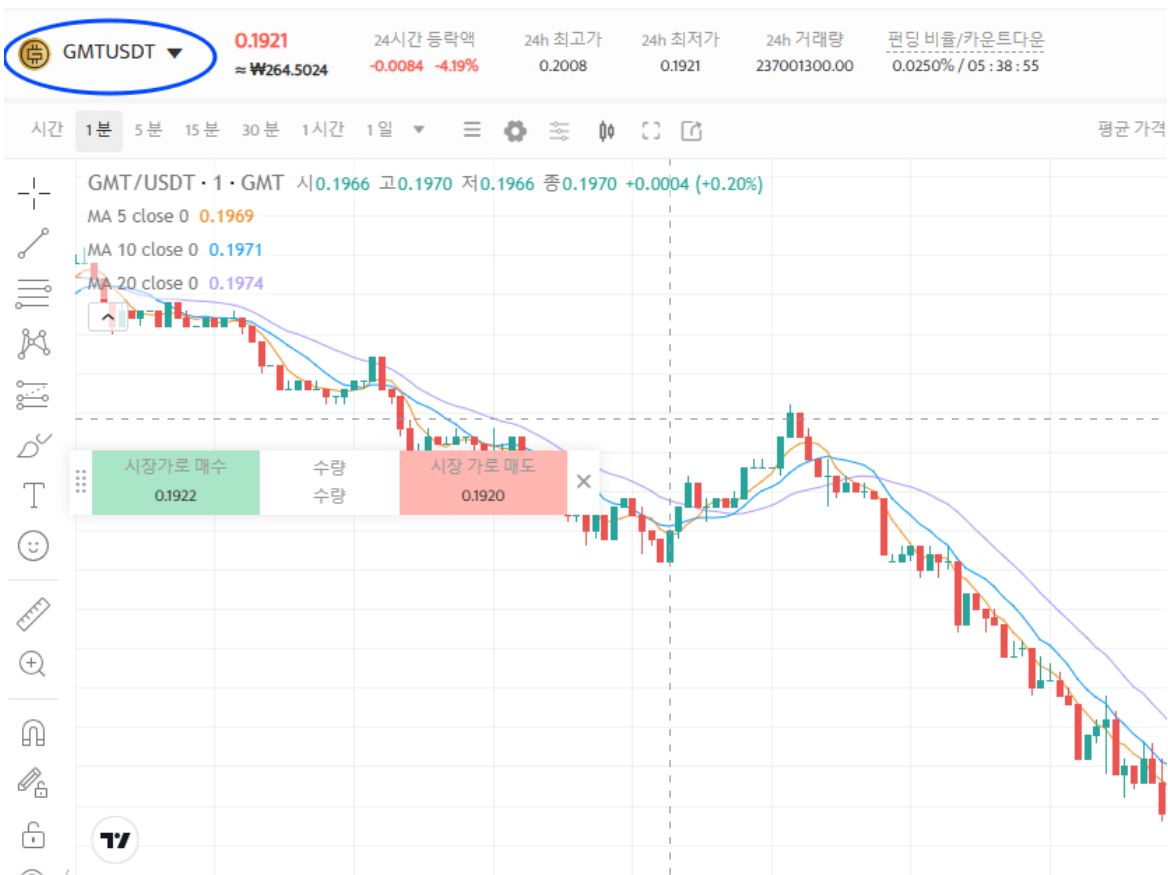 GMTUSDT
0.1921
≈ ₩264.5024
24시간 등락액
-0.0084 -4.19%
24h 최고가
0.2008
24h 최저가
0.1921
24h 거래량
237001300.00
펀딩 비율/카운트다운
0.0250% / 05 : 38 : 55
시간 1분 5분 15분 30분 1시간 1일
평균 가격
GMT/USDT · 1 · GMT 시0.1966 고0.1970 저0.1966 종0.1970 +0.0004 (+0.20%)
MA 5 close 0 0.1969
MA 10 close 0 0.1971
MA 20 close 0 0.1974
시장가로 매수
0.1922
수량
수량
시장 가로 매도
0.1920